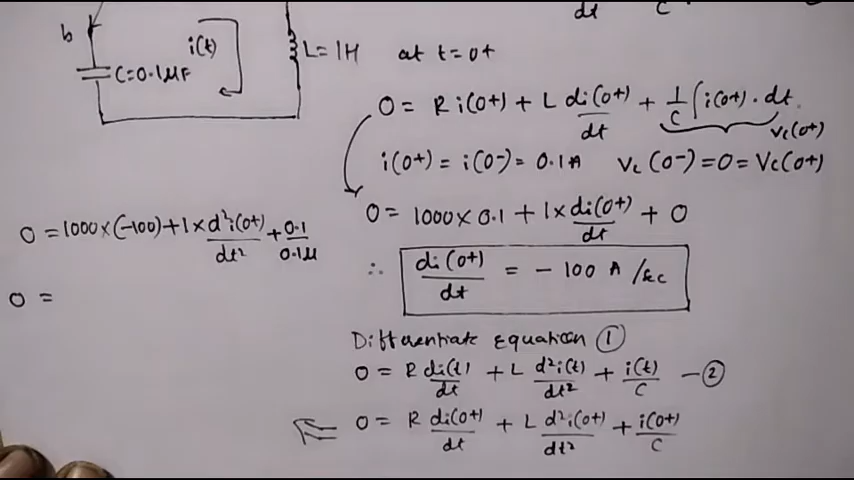 dt C
b
i(t)
C=0.1μF
L=1H
at t=0+
0 = R i(0+) + L di(0+)/dt + 1/C ∫ i(0+) . dt
Vc(0+)
i(0+) = i(0-) = 0.1A Vc(0-)=0=Vc(0+)
0 = 1000×0.1 + 1×di(0+)/dt + 0
∴ di(0+)/dt = - 100 A/sec
Differentiate Equation ①
0 = R di(t)/dt + L d²i(t)/dt² + i(t)/C - ②
0 = R di(0+)/dt + L d²i(0+)/dt² + i(0+)/C
0 = 1000×(-100) + 1×d²i(0+)/dt² + 0.1/0.1μ
0 =